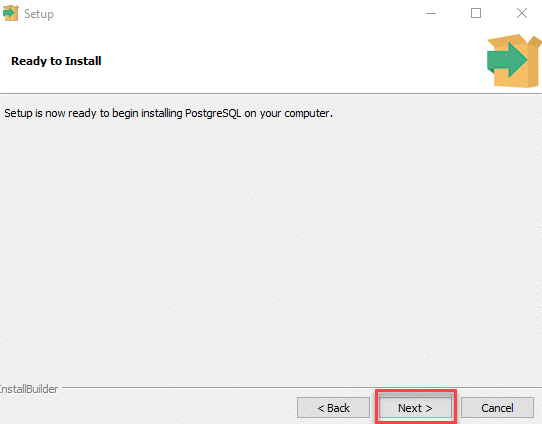 Setup
Ready to Install
Setup is now ready to begin installing PostgreSQL on your computer.
InstallBuilder
< Back
Next >
Cancel